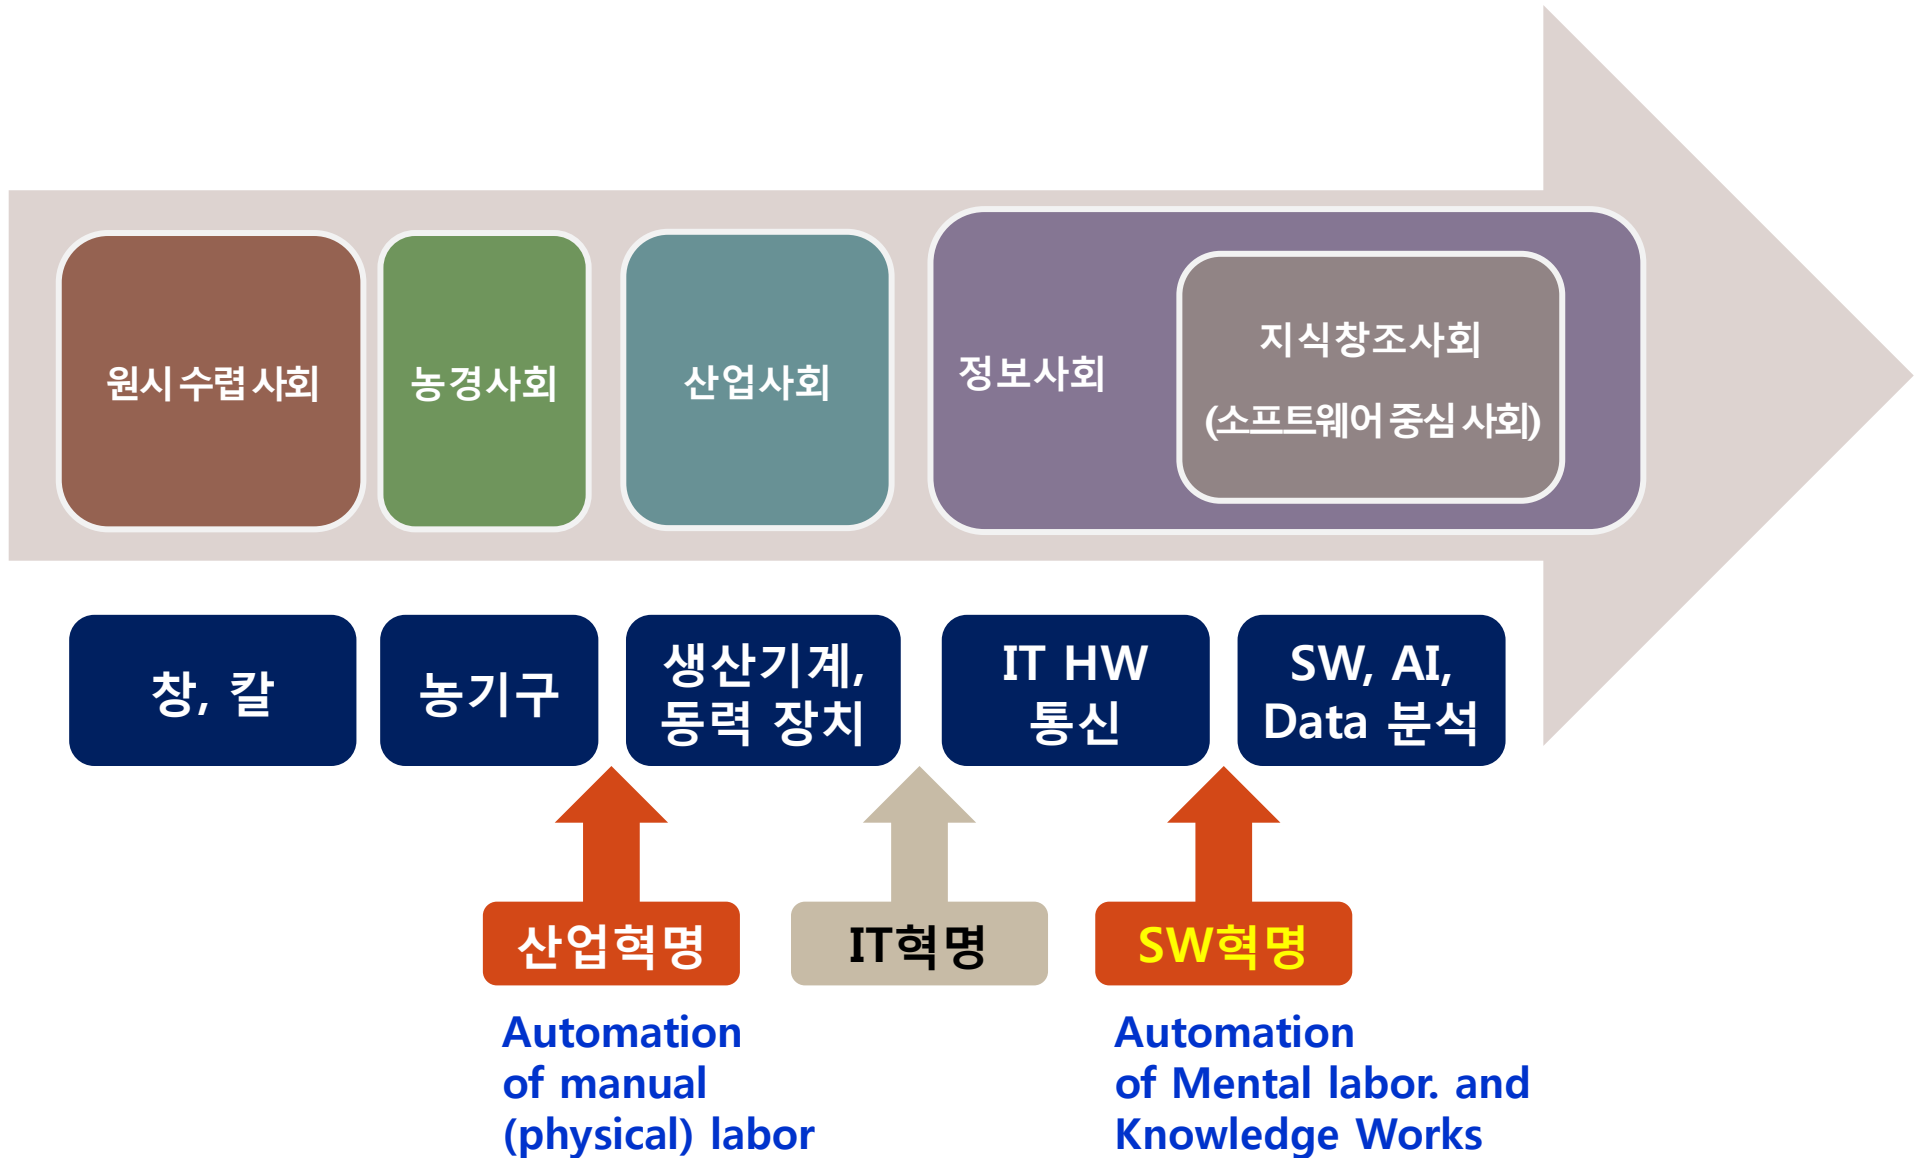 원시 수렵 사회
농경사회
산업사회
정보사회
지식창조사회
(소프트웨어 중심 사회)
창, 칼
농기구
생산기계,
동력 장치
IT HW
통신
SW, AI,
Data 분석
산업혁명
IT혁명
SW혁명
Automation
of manual
(physical) labor
Automation
of Mental labor. and
Knowledge Works